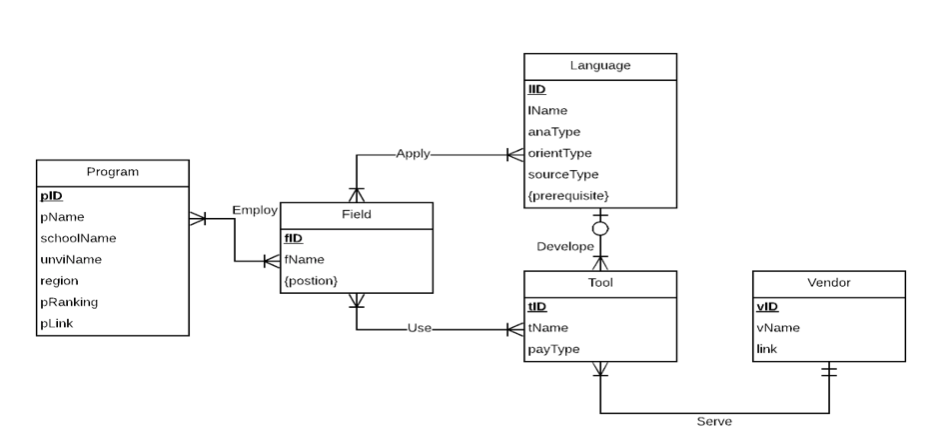 Language
lID
lName
anaType
orientType
sourceType
{prerequisite}
Apply
Program
pID
pName
schoolName
unviName
region
pRanking
pLink
Employ
Field
fID
fName
{postion}
Develope
Use
Tool
tID
tName
payType
Vendor
vID
vName
link
Serve